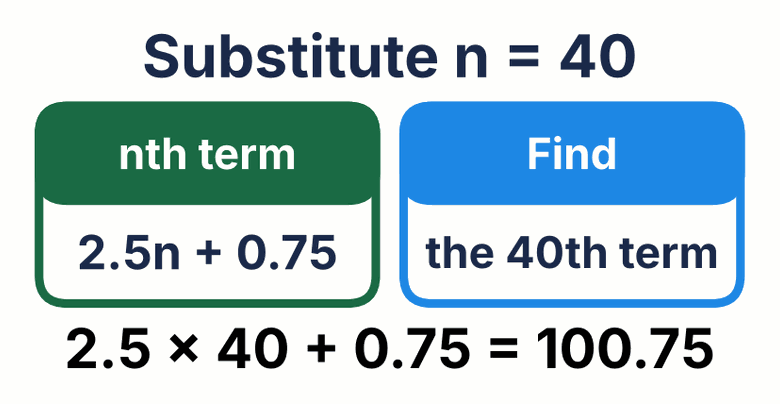 Substitute n = 40
nth term
2.5n + 0.75
Find
the 40th term
2.5 × 40 + 0.75 = 100.75